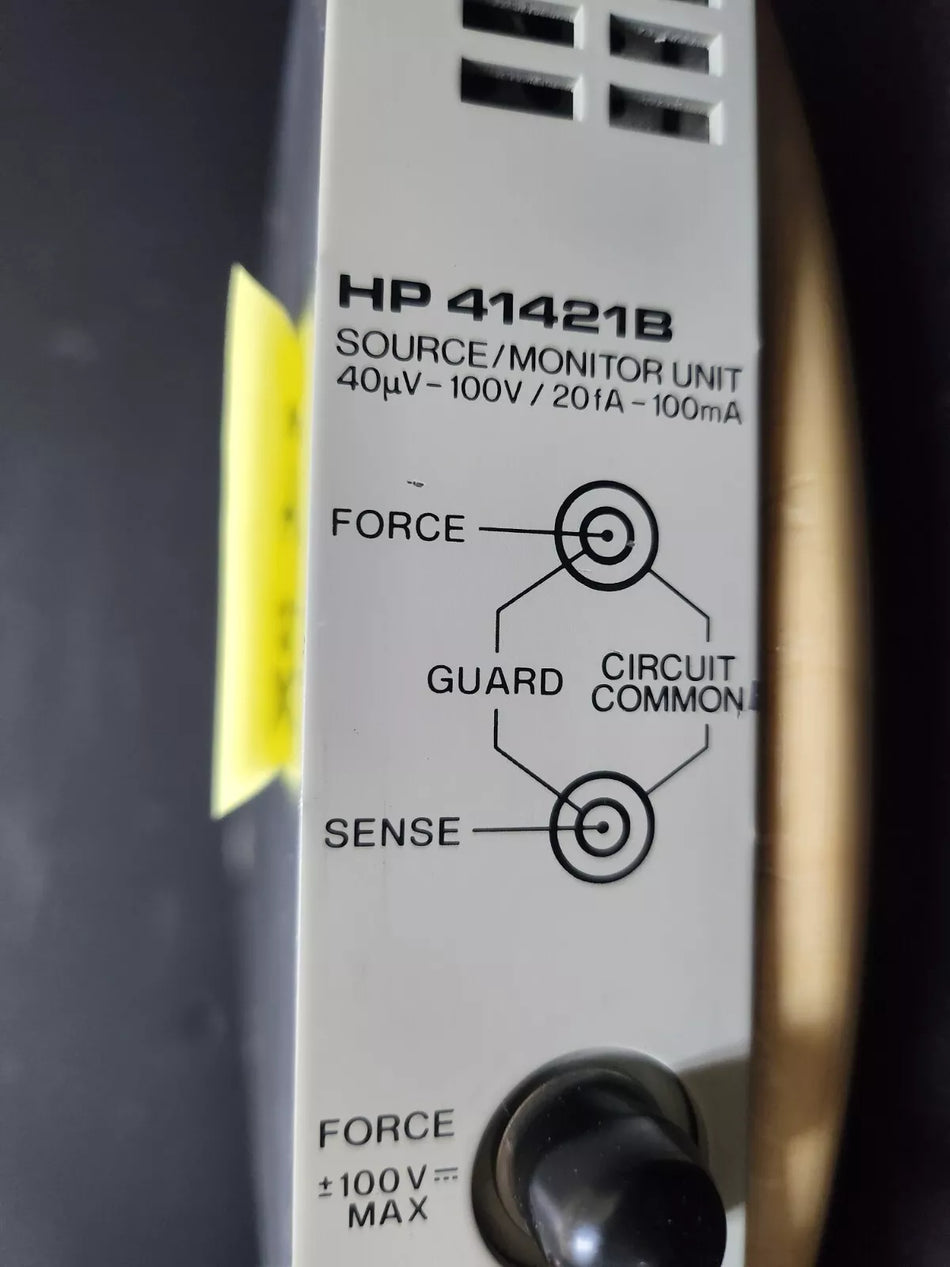 HP 41421B
SOURCE/MONITOR UNIT
40µV–100V / 20fA–100mA
FORCE
GUARD
CIRCUIT
COMMON
SENSE
FORCE
±100V⎓
MAX